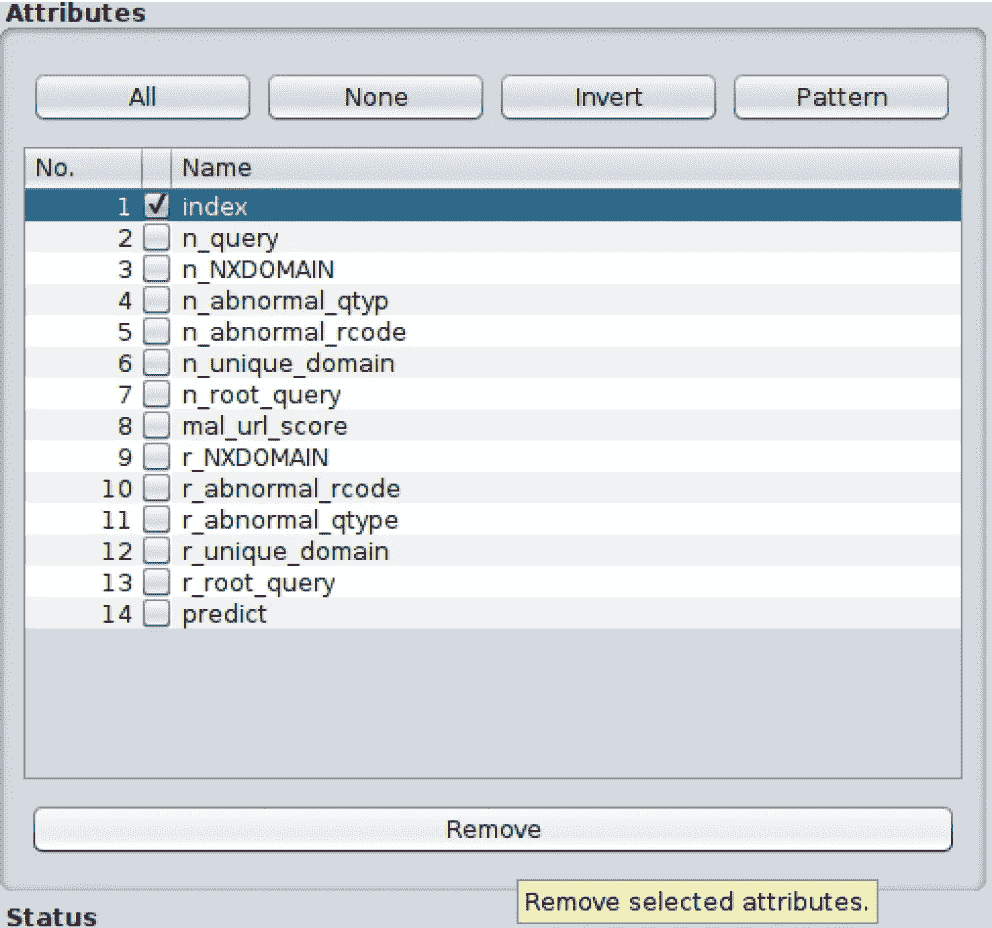 Attributes
All None Invert Pattern
No. Name
1 index
2 n_query
3 n_NXDOMAIN
4 n_abnormal_qtyp
5 n_abnormal_rcode
6 n_unique_domain
7 n_root_query
8 mal_url_score
9 r_NXDOMAIN
10 r_abnormal_rcode
11 r_abnormal_qtype
12 r_unique_domain
13 r_root_query
14 predict
Remove
Remove selected attributes.
Status